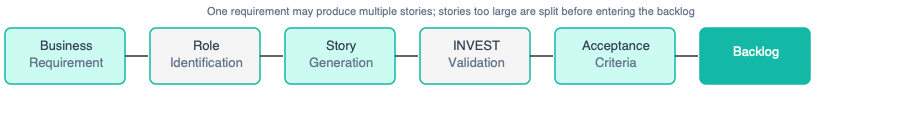 One requirement may produce multiple stories; stories too large are split before entering the backlog
Business
Requirement
Role
Identification
Story
Generation
INVEST
Validation
Acceptance
Criteria
Backlog